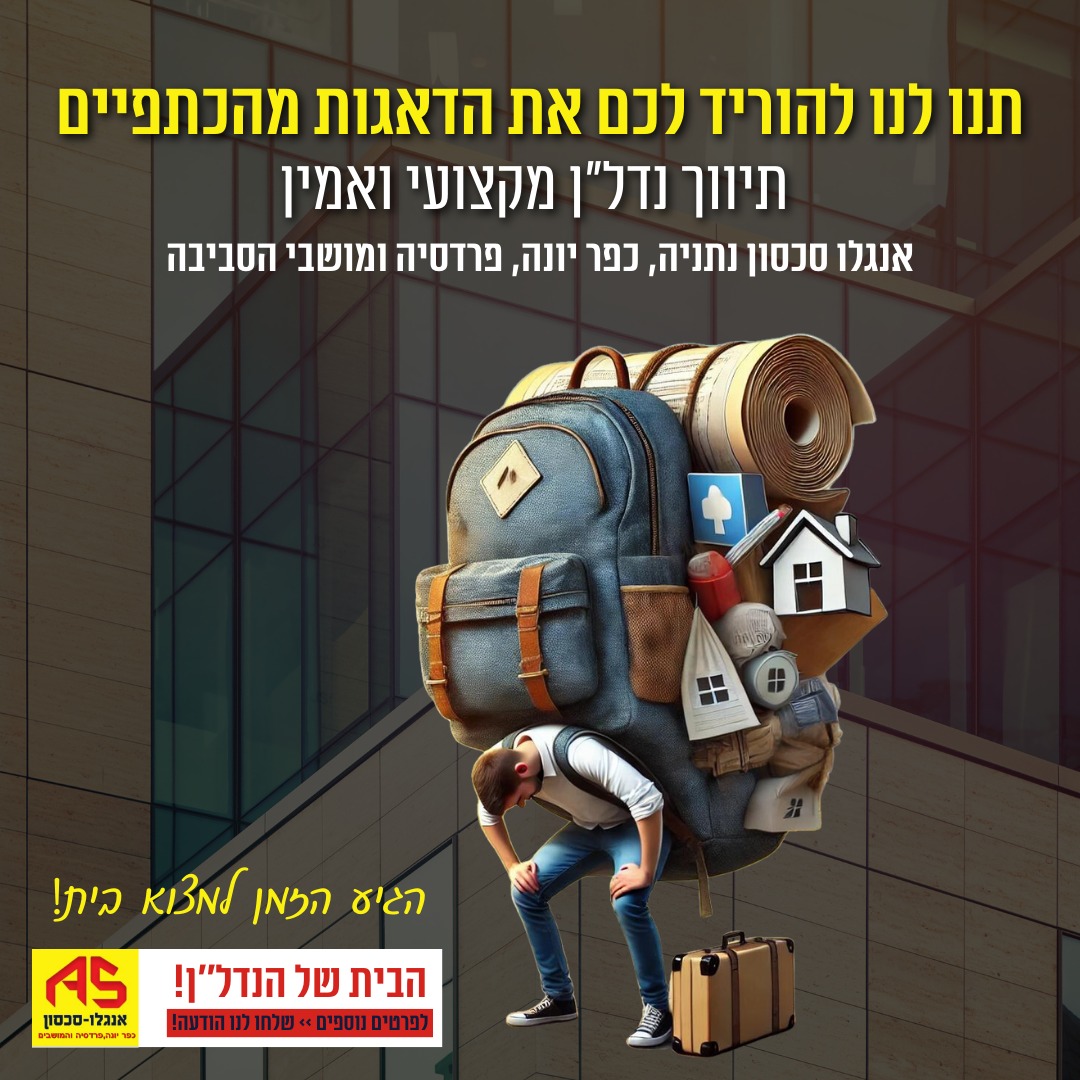 תנו לנו להוריד לכם את הדאגות מהכתפיים
תיווך נדל"ן מקצועי ואמין
אנגלו סכסון נתניה, כפר יונה, פרדסיה ומושבי הסביבה
הגיע הזמן למצוא בית!
הבית של הנדל"ן!
לפרטים נוספים >> שלחו לנו הודעה!
AS
אנגלו-סכסון
כפר יונה,פרדסיה והמושבים